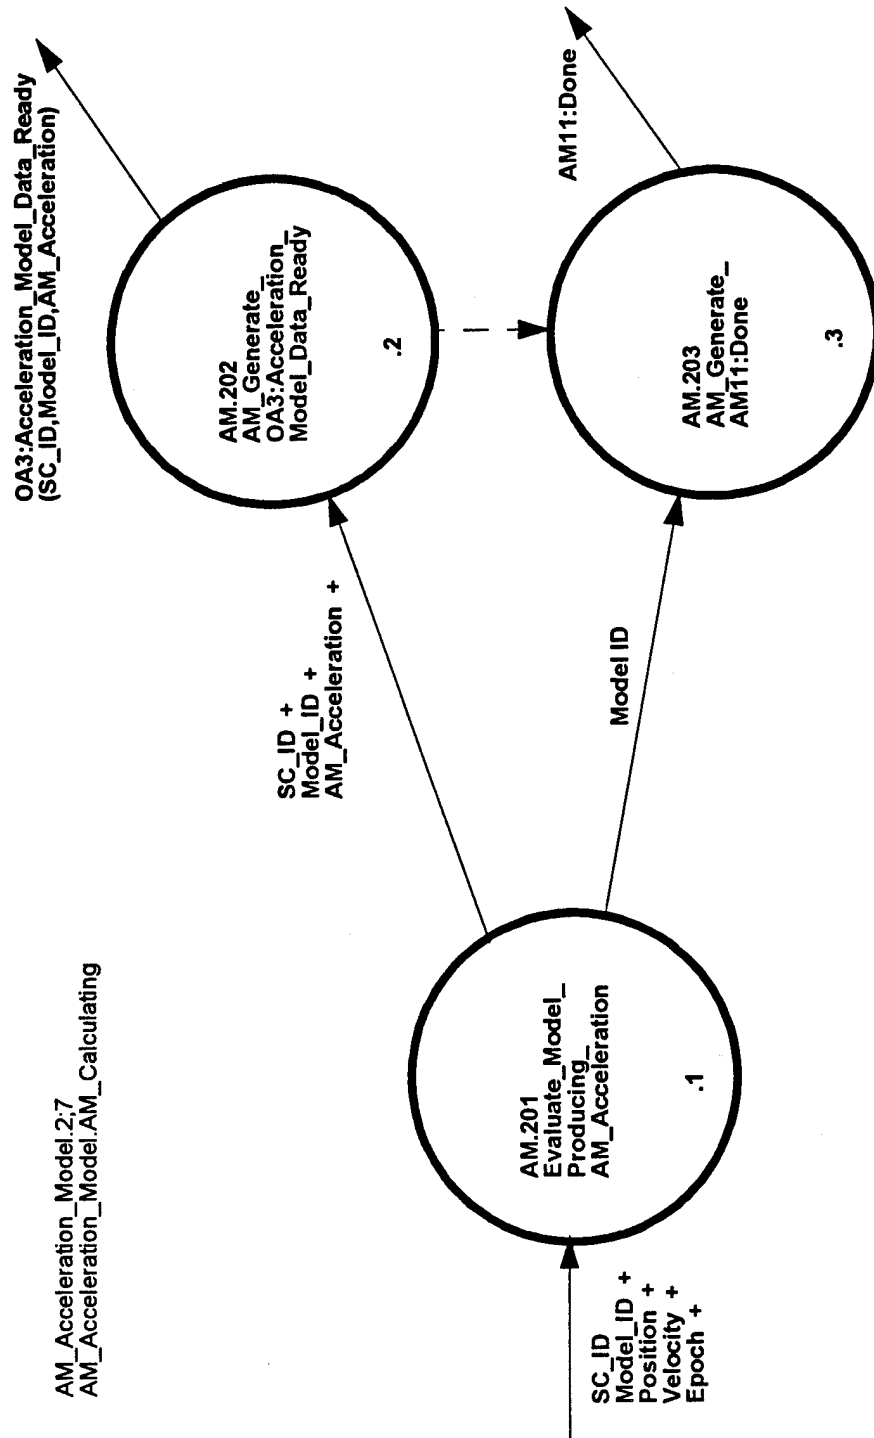 AM_Acceleration_Model.2;7
AM_Acceleration_Model.AM_Calculating
SC_ID
Model_ID +
Position +
Velocity +
Epoch +
AM.201
Evaluate_Model_
Producing_
AM_Acceleration
.1
SC_ID +
Model_ID +
AM_Acceleration +
Model ID
AM.202
AM_Generate_
OA3:Acceleration_
Model_Data_Ready
.2
OA3:Acceleration_Model_Data_Ready
(SC_ID,Model_ID,AM_Acceleration)
AM.203
AM_Generate_
AM11:Done
.3
AM11:Done